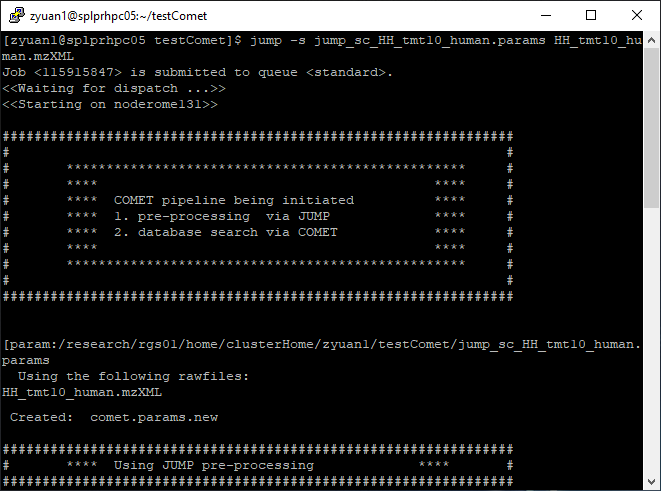 zyuan1@splprhpc05:~/testComet
[zyuan1@splprhpc05 testComet]$ jump -s jump_sc_HH_tmt10_human.params HH_tmt10_hu
man.mzXML
Job <115915847> is submitted to queue <standard>.
<<Waiting for dispatch ...>>
<<Starting on noderome131>>
################################################################
#                                                              #
#       **************************************************     #
#       ****                                          ****     #
#       ****  COMET pipeline being initiated          ****     #
#       ****  1. pre-processing  via JUMP             ****     #
#       ****  2. database search via COMET            ****     #
#       ****                                          ****     #
#       **************************************************     #
#                                                              #
################################################################
[param:/research/rgs01/home/clusterHome/zyuan1/testComet/jump_sc_HH_tmt10_human.
params
  Using the following rawfiles:
HH_tmt10_human.mzXML
 Created:  comet.params.new
################################################################
#       ****  Using JUMP pre-processing             ****       #
################################################################